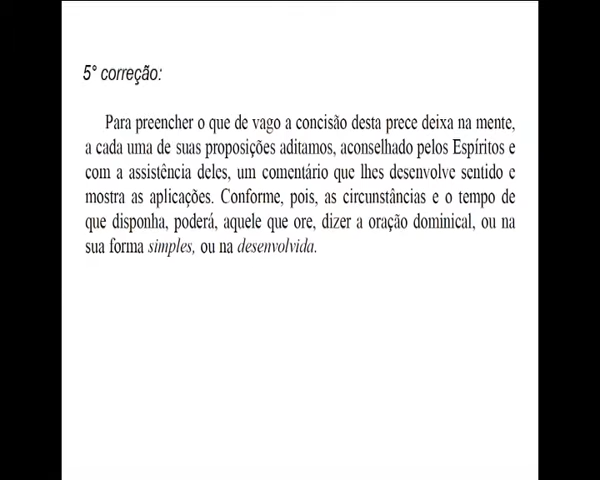 5° correção:
Para preencher o que de vago a concisão desta prece deixa na mente,
a cada uma de suas proposições aditamos, aconselhado pelos Espíritos e
com a assistência deles, um comentário que lhes desenvolve sentido e
mostra as aplicações. Conforme, pois, as circunstâncias e o tempo de
que disponha, poderá, aquele que ore, dizer a oração dominical, ou na
sua forma simples, ou na desenvolvida.